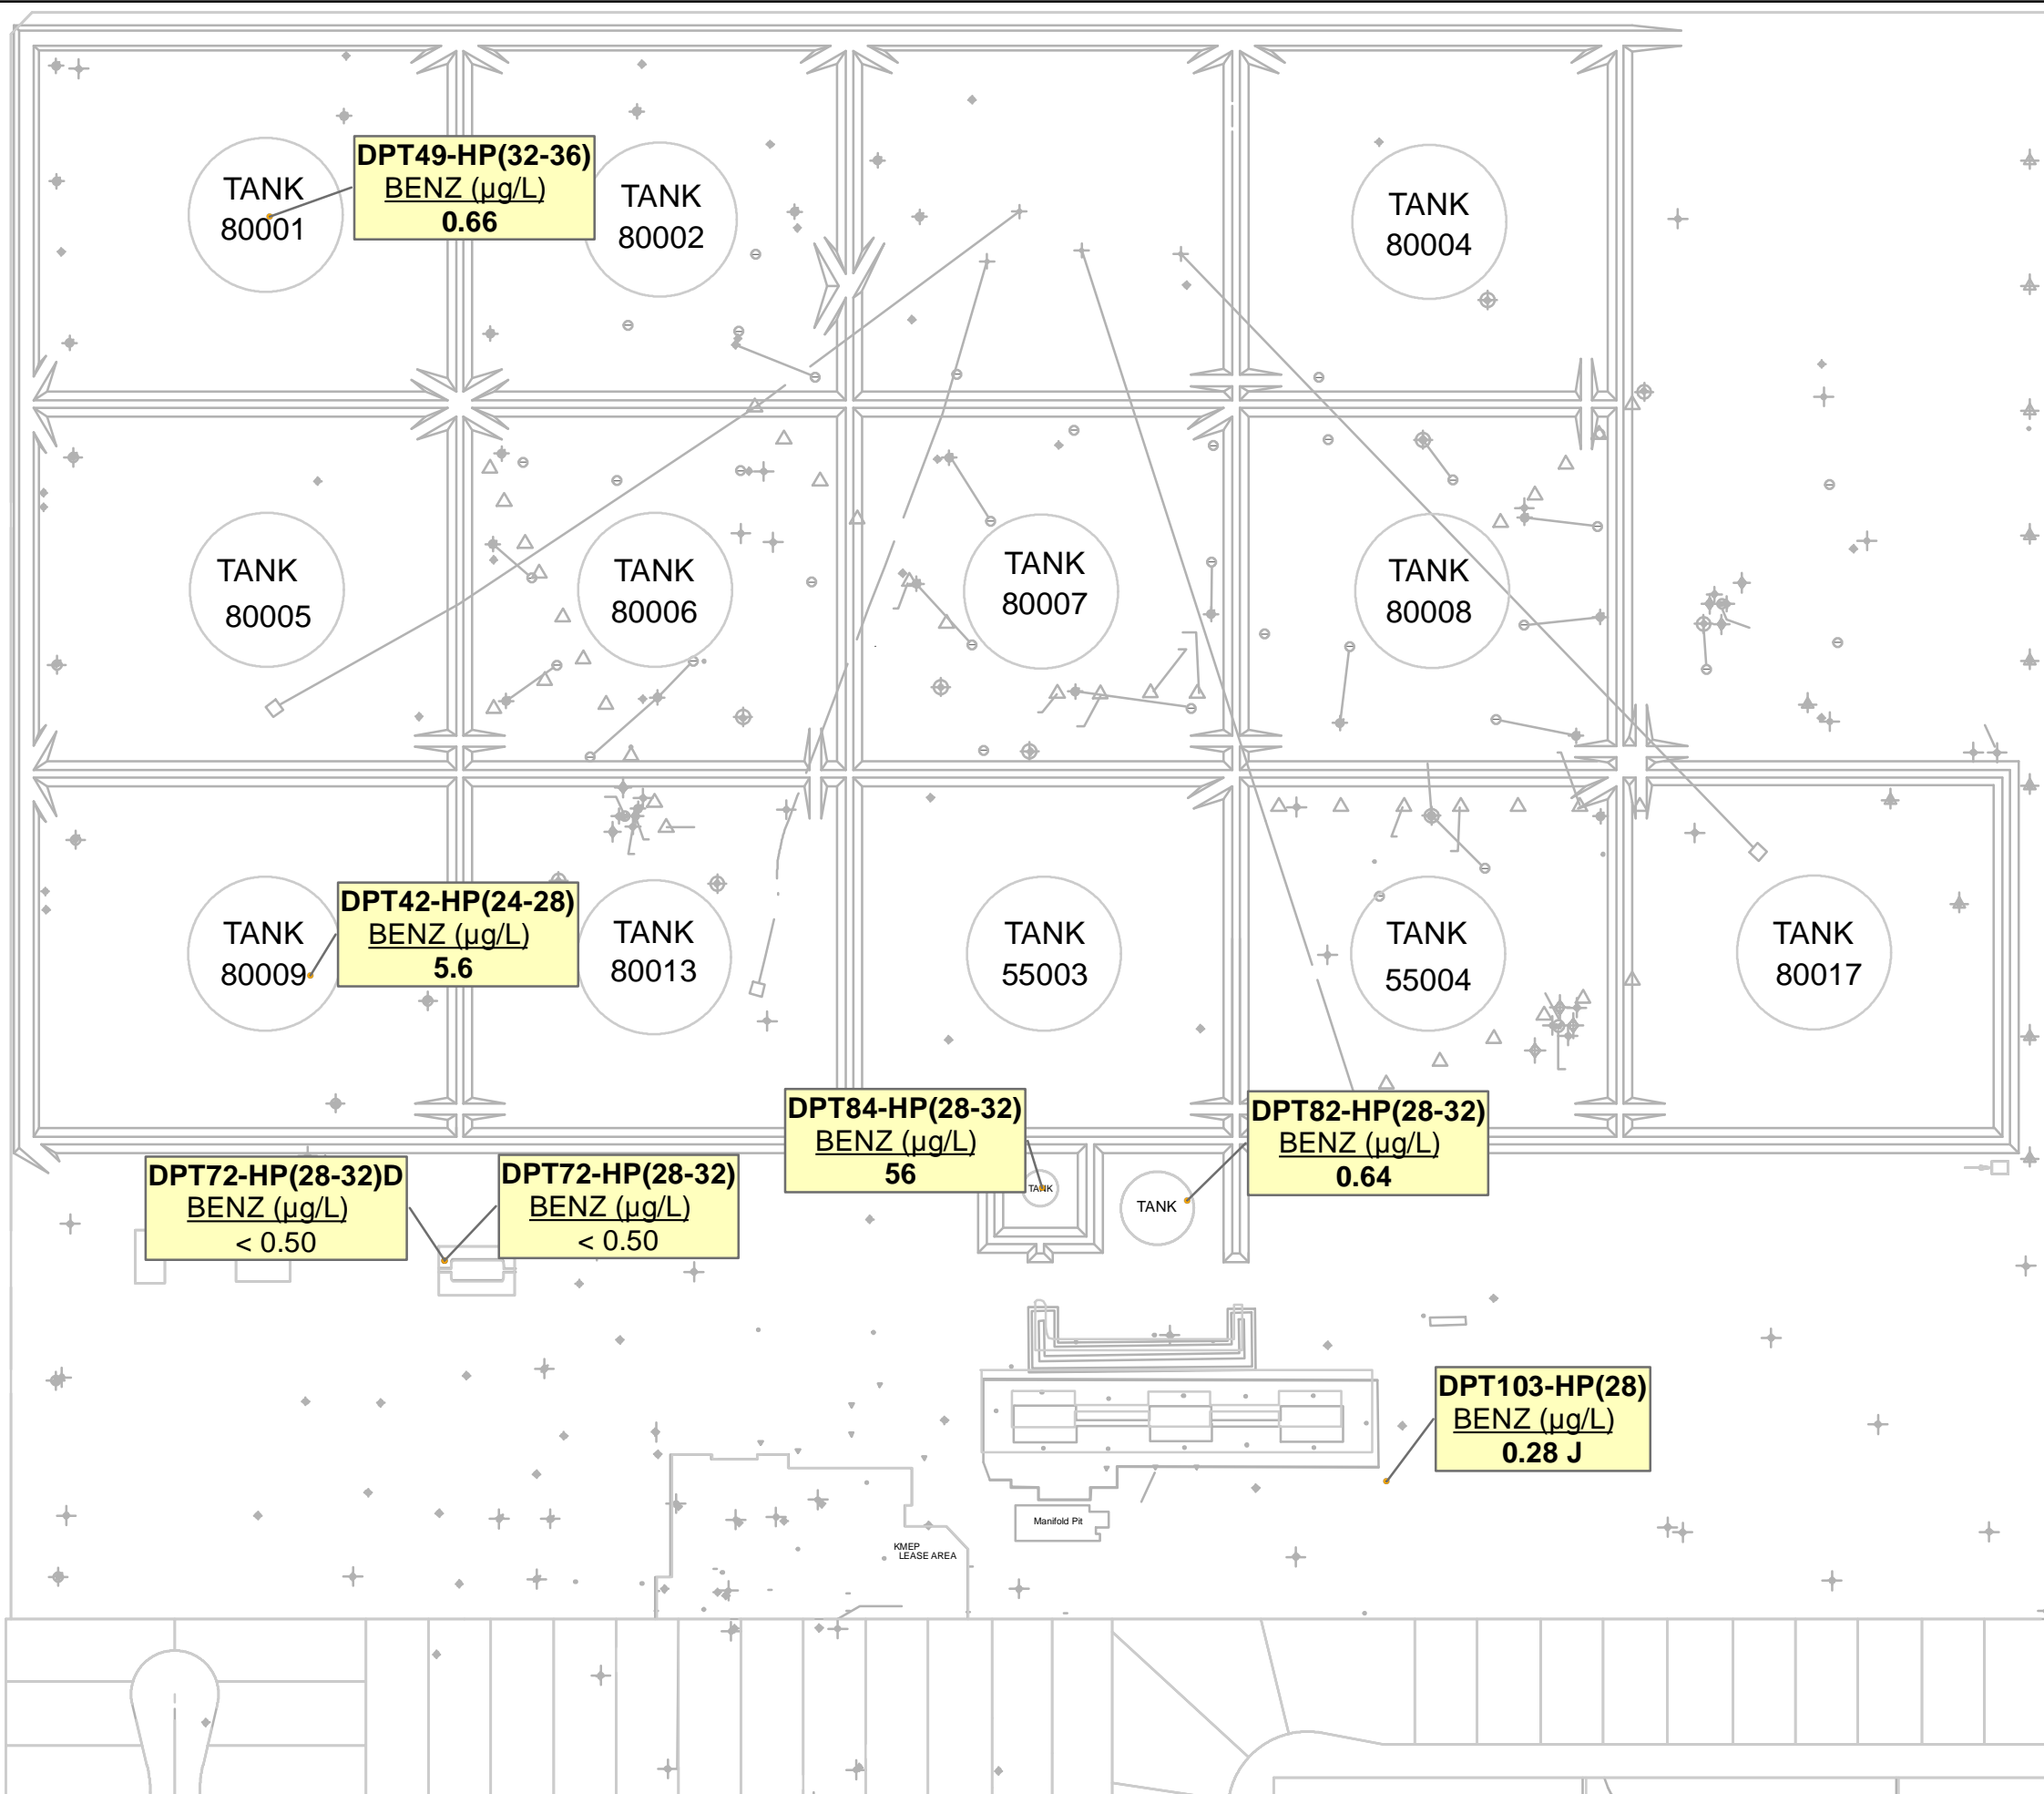 DPT49-HP(32-36)
BENZ (µg/L)
0.66
TANK
80001
TANK
80002
TANK
80004
TANK
80005
TANK
80006
TANK
80007
TANK
80008
TANK
80009
DPT42-HP(24-28)
BENZ (µg/L)
5.6
TANK
80013
TANK
55003
TANK
55004
TANK
80017
DPT84-HP(28-32)
BENZ (µg/L)
56
TANK
TANK
DPT82-HP(28-32)
BENZ (µg/L)
0.64
DPT72-HP(28-32)D
BENZ (µg/L)
< 0.50
DPT72-HP(28-32)
BENZ (µg/L)
< 0.50
DPT103-HP(28)
BENZ (µg/L)
0.28 J
Manifold Pit
KMEP
LEASE AREA